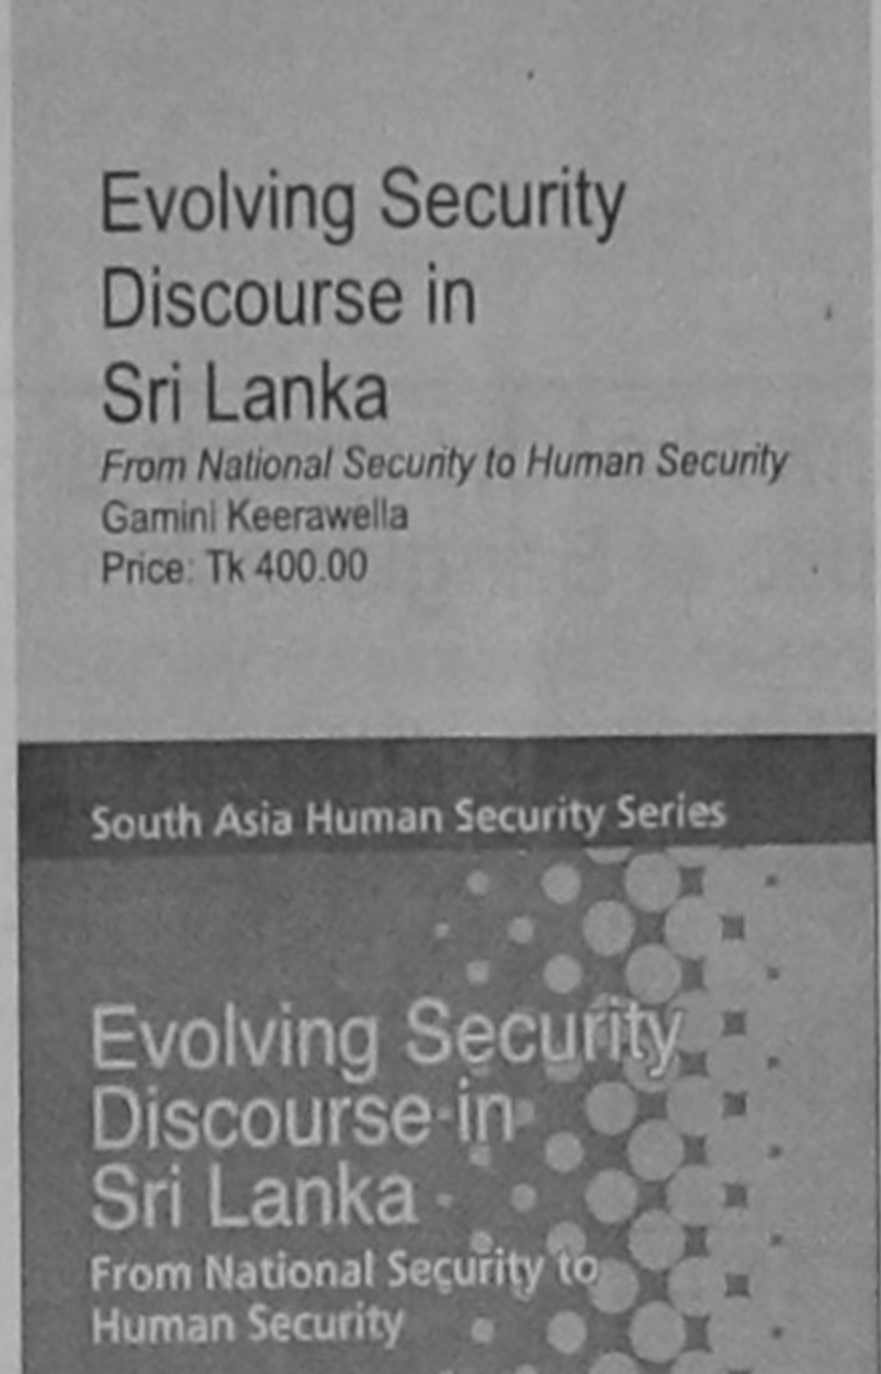 Evolving Security
Discourse in
Sri Lanka
From National Security to Human Security
Gamini Keerawella
Price: Tk 400.00
South Asia Human Security Series
Evolving Security
Discourse in
Sri Lanka
From National Security to
Human Security